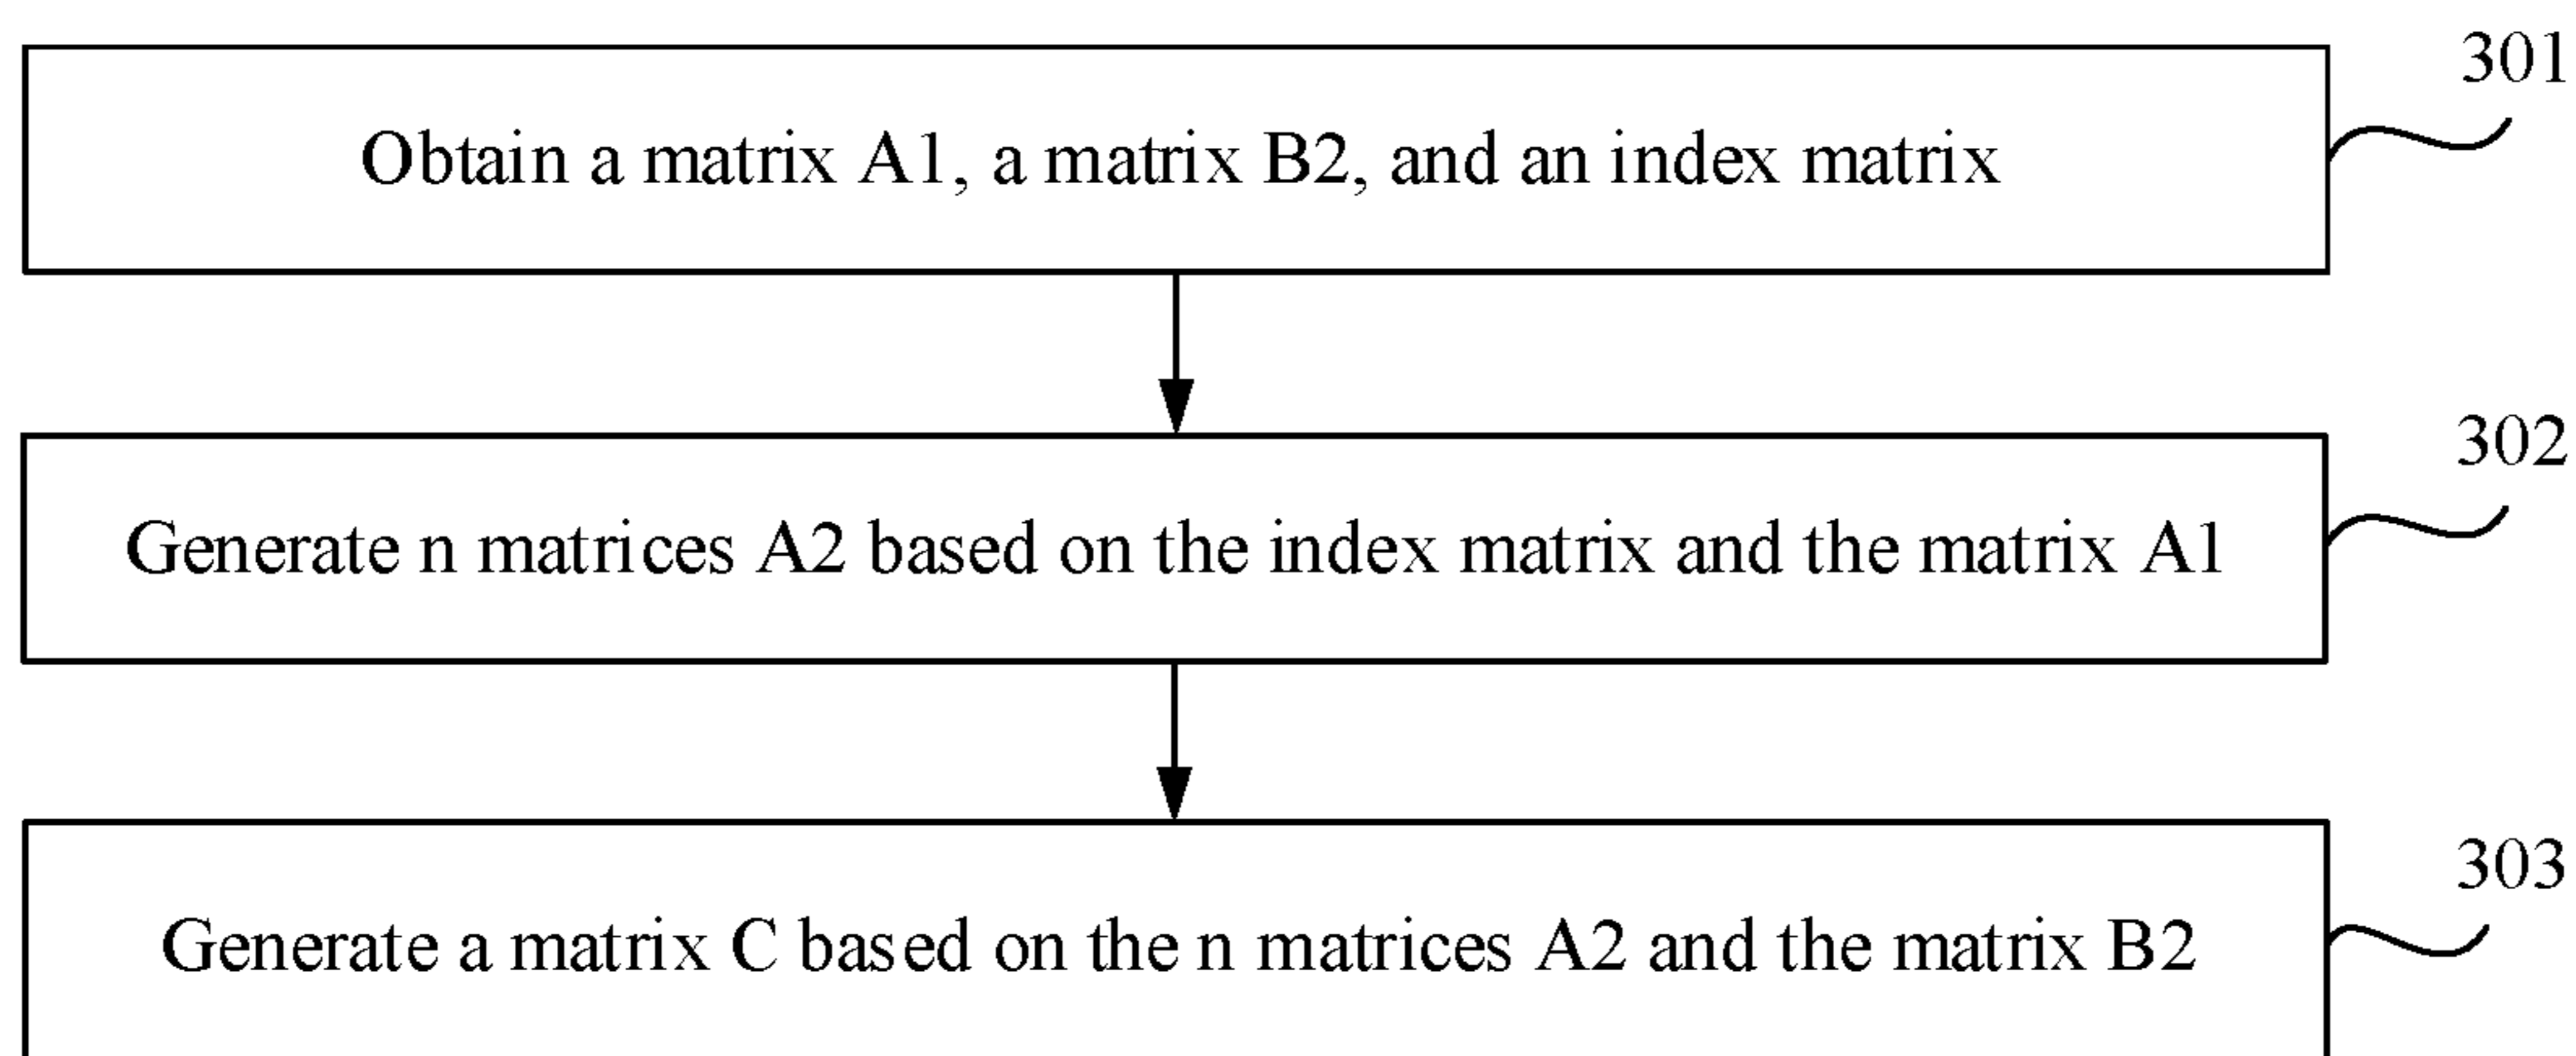 301
Obtain a matrix A1, a matrix B2, and an index matrix
302
Generate n matrices A2 based on the index matrix and the matrix A1
303
Generate a matrix C based on the n matrices A2 and the matrix B2